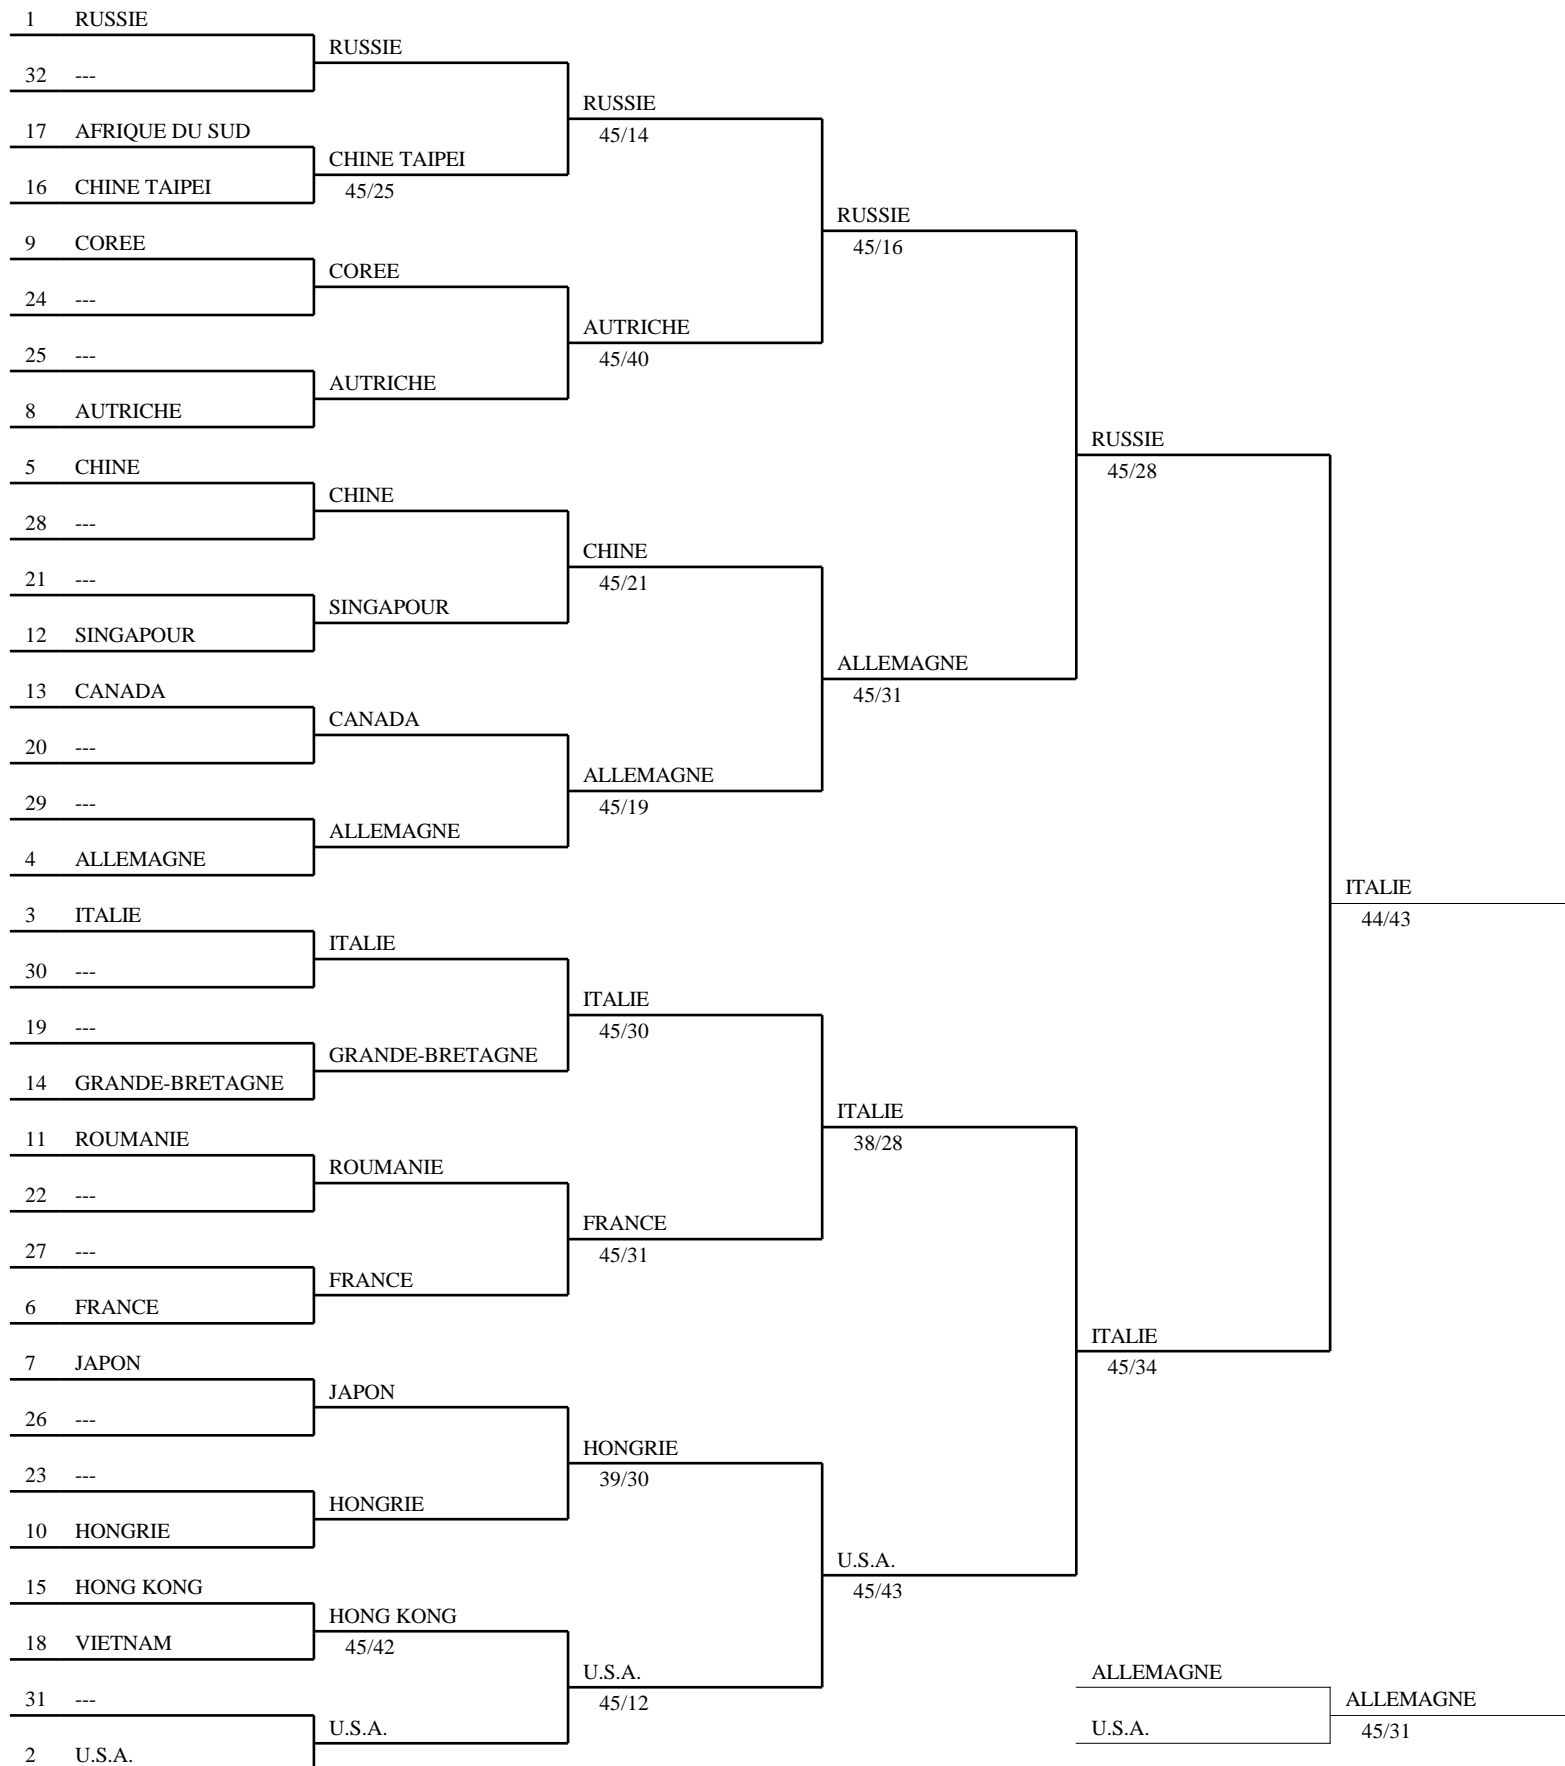 1 RUSSIE
RUSSIE
32 ---
RUSSIE
45/14
17 AFRIQUE DU SUD
CHINE TAIPEI
45/25
16 CHINE TAIPEI
RUSSIE
45/16
9 COREE
COREE
24 ---
AUTRICHE
45/40
25 ---
AUTRICHE
8 AUTRICHE
RUSSIE
45/28
5 CHINE
CHINE
28 ---
CHINE
45/21
21 ---
SINGAPOUR
12 SINGAPOUR
ALLEMAGNE
45/31
13 CANADA
CANADA
20 ---
ALLEMAGNE
45/19
29 ---
ALLEMAGNE
4 ALLEMAGNE
ITALIE
44/43
3 ITALIE
ITALIE
30 ---
ITALIE
45/30
19 ---
GRANDE-BRETAGNE
14 GRANDE-BRETAGNE
ITALIE
38/28
11 ROUMANIE
ROUMANIE
22 ---
FRANCE
45/31
27 ---
FRANCE
6 FRANCE
ITALIE
45/34
7 JAPON
JAPON
26 ---
HONGRIE
39/30
23 ---
HONGRIE
10 HONGRIE
U.S.A.
45/43
15 HONG KONG
HONG KONG
45/42
18 VIETNAM
U.S.A.
45/12
31 ---
U.S.A.
2 U.S.A.
ALLEMAGNE
ALLEMAGNE
45/31
U.S.A.